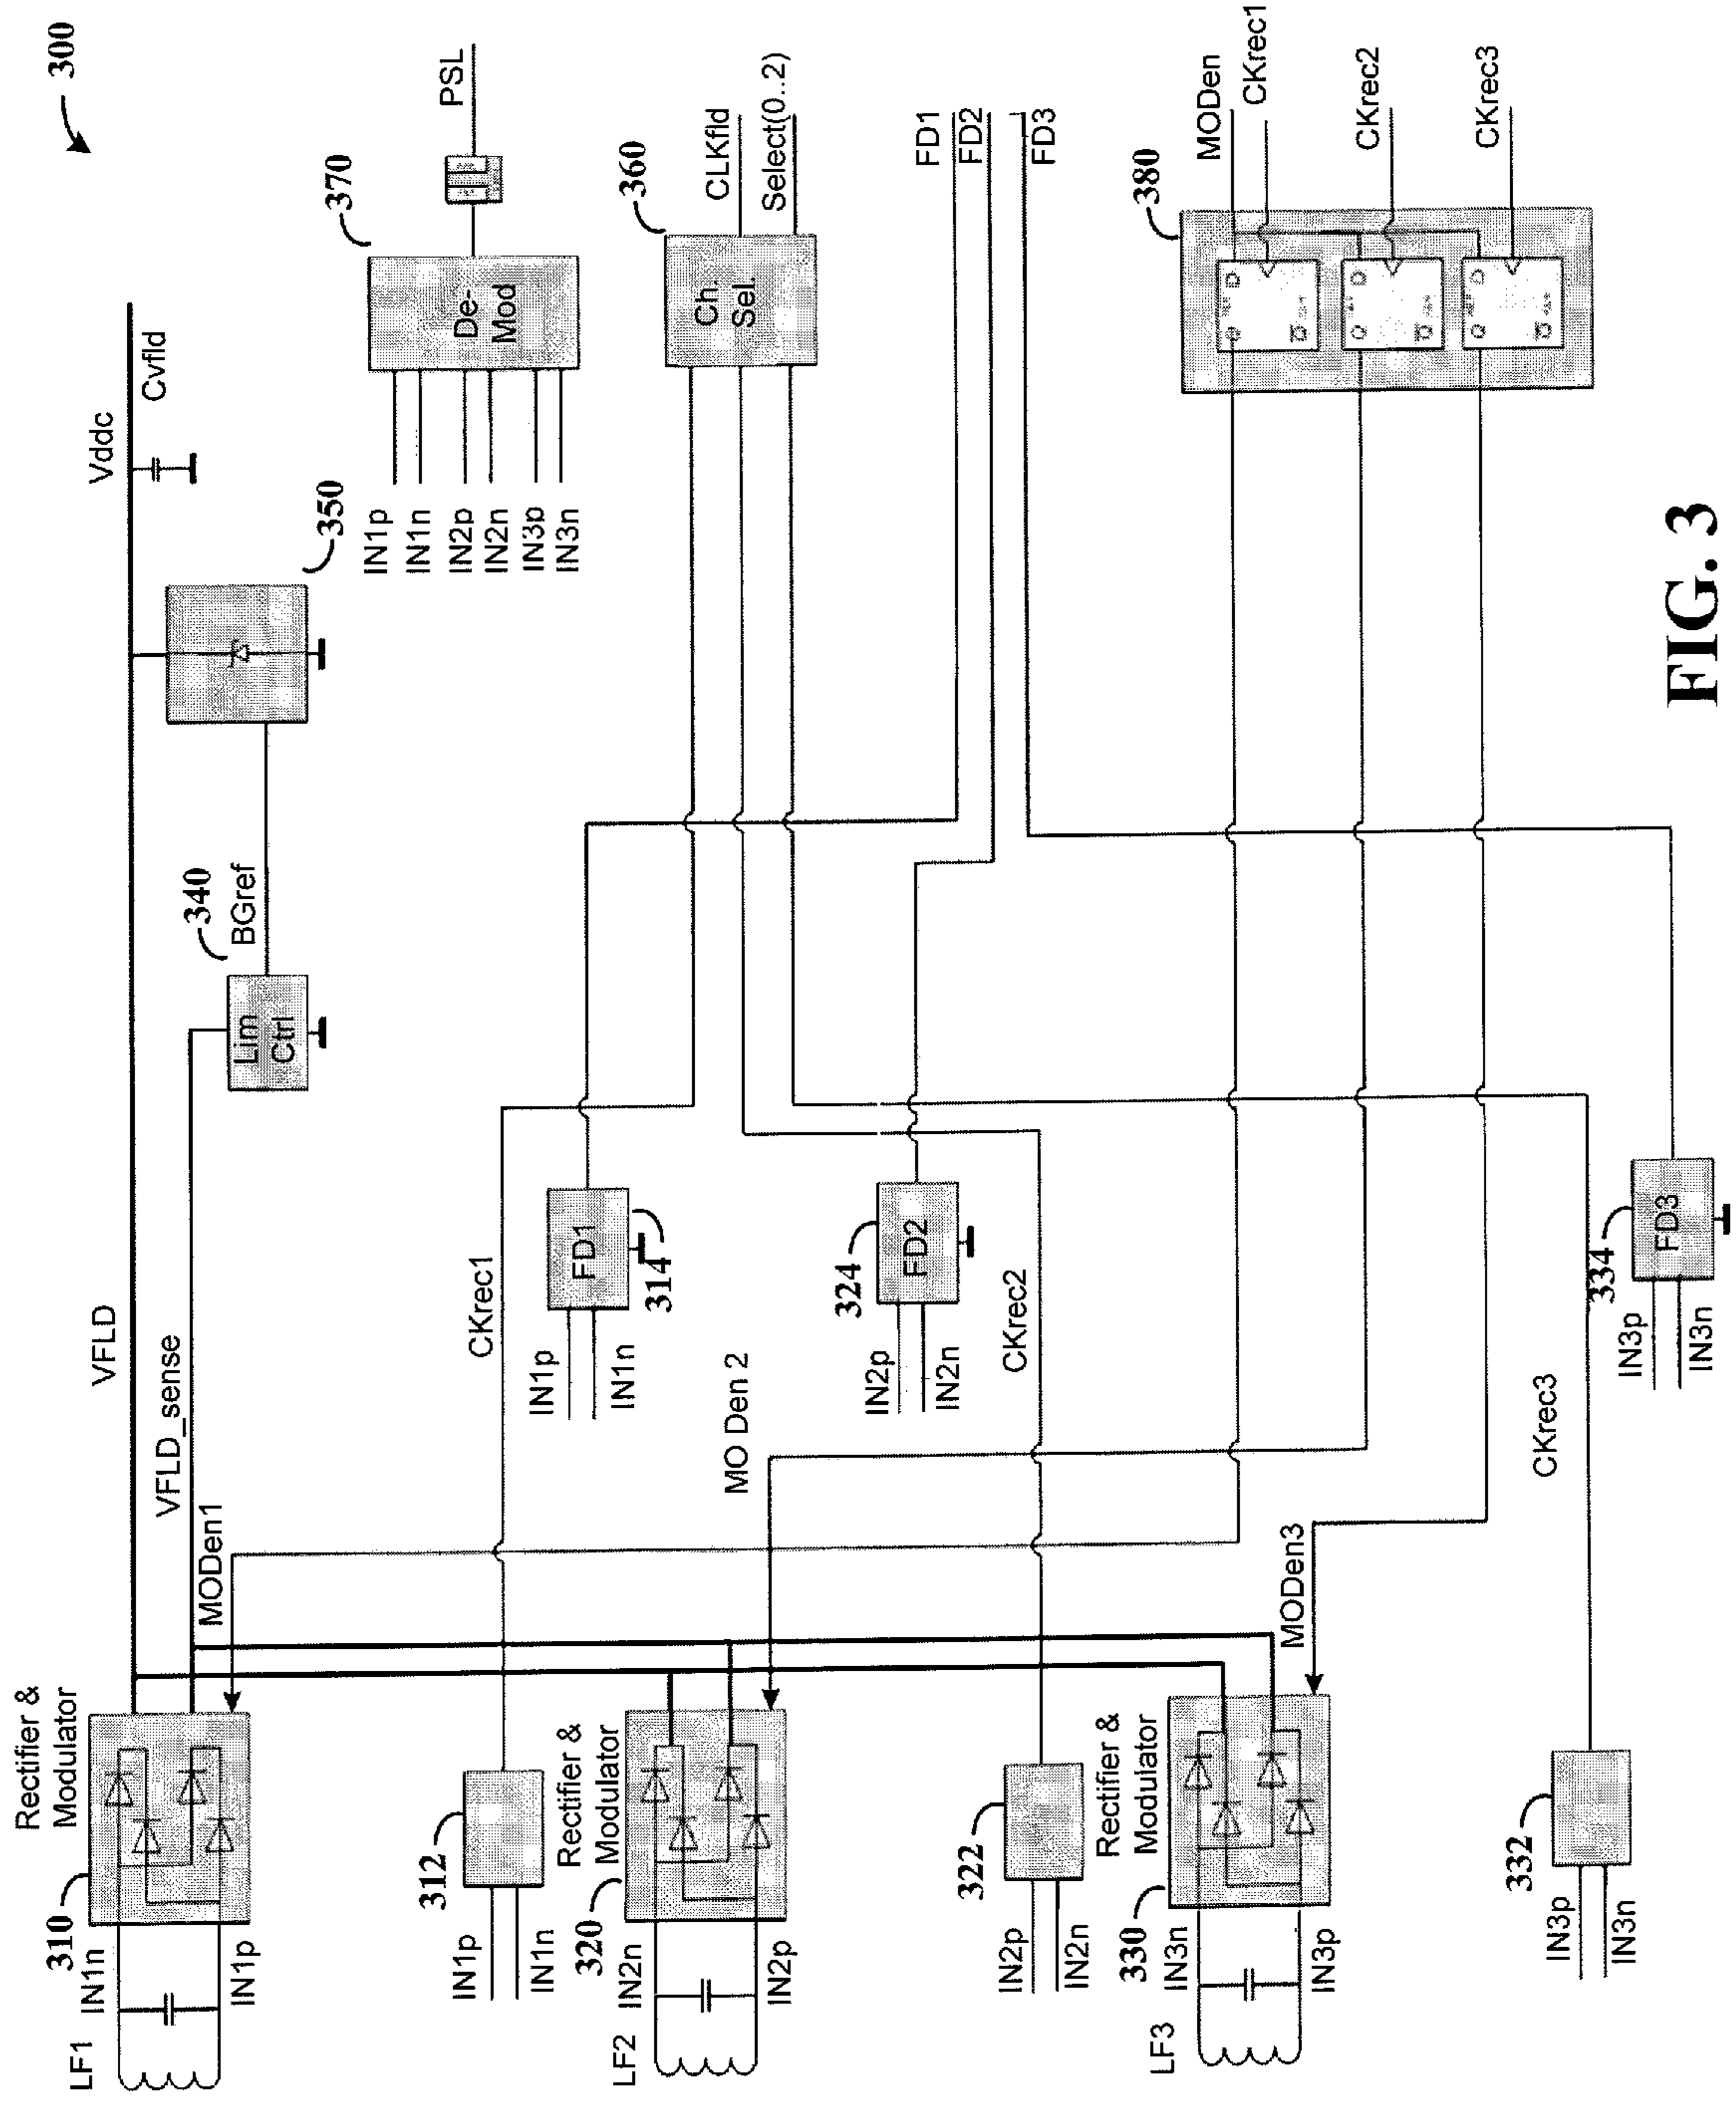 300
Rectifier &
Modulator
310
LF1
IN1n
IN1p
VFLD
VFLD_sense
MODen1
Vddc
Cvfld
340
BGref
Lim
Ctrl
350
370
De-
Mod
PSL
IN1p
IN1n
IN2p
IN2n
IN3p
IN3n
360
Ch.
Sel.
CLKfld
Select(0...2)
312
IN1p
IN1n
CKrec1
FD1
314
IN1p
IN1n
FD1
FD2
FD3
Rectifier &
Modulator
320
LF2
IN2n
IN2p
MO Den 2
324
FD2
IN2p
IN2n
322
IN2p
IN2n
CKrec2
380
MODen
CKrec1
CKrec2
CKrec3
D
Q
Q
D
Q
Q
D
Q
Q
Rectifier &
Modulator
330
LF3
IN3n
IN3p
MODen3
332
IN3p
IN3n
CKrec3
334
FD3
IN3p
IN3n
FIG. 3